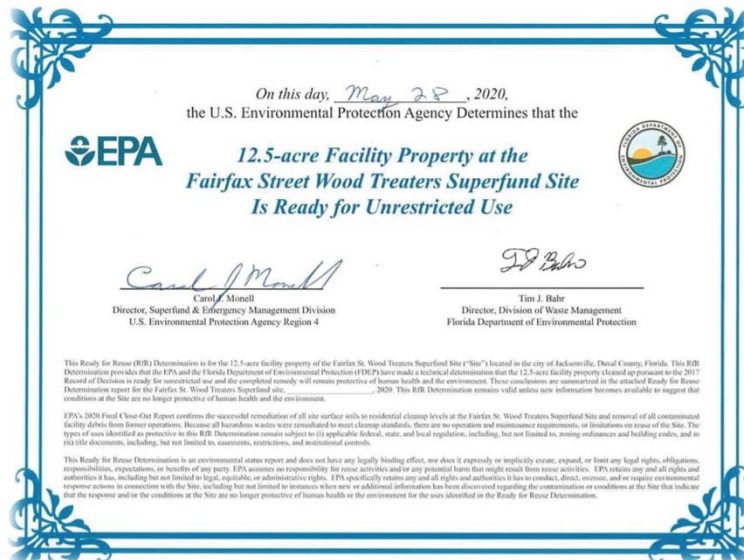 On this day, May 28, 2020,
the U.S. Environmental Protection Agency Determines that the
EPA
12.5-acre Facility Property at the
Fairfax Street Wood Treaters Superfund Site
Is Ready for Unrestricted Use
FLORIDA DEPARTMENT OF ENVIRONMENTAL PROTECTION
Carol J Monell
Carol J. Monell
Director, Superfund & Emergency Management Division
U.S. Environmental Protection Agency Region 4
Tim J. Bahr
Director, Division of Waste Management
Florida Department of Environmental Protection
This Ready for Reuse (RfR) Determination is for the 12.5-acre facility property of the Fairfax St. Wood Treaters Superfund Site ("Site") located in the city of Jacksonville, Duval County, Florida. This RfR
Determination provides that the EPA and the Florida Department of Environmental Protection (FDEP) have made a technical determination that the 12.5-acre facility property cleaned up pursuant to the 2017
Record of Decision is ready for unrestricted use and the completed remedy will remain protective of human health and the environment. These conclusions are summarized in the attached Ready for Reuse
Determination report for the Fairfax St. Wood Treaters Superfund site, ____________, 2020. This RfR Determination remains valid unless new information becomes available to suggest that
conditions at the Site are no longer protective of human health and the environment.
EPA's 2020 Final Close-Out Report confirms the successful remediation of all site surface soils to residential cleanup levels at the Fairfax St. Wood Treaters Superfund Site and removal of all contaminated
facility debris from former operations. Because all hazardous wastes were remediated to meet cleanup standards, there are no operation and maintenance requirements, or limitations on reuse of the Site. The
types of uses identified as protective in this RfR Determination remain subject to (i) applicable federal, state, and local regulation, including, but not limited to, zoning ordinances and building codes, and to
(ii) title documents, including, but not limited to, easements, restrictions, and institutional controls.
This Ready for Reuse Determination is an environmental status report and does not have any legally binding effect, nor does it expressly or implicitly create, expand, or limit any legal rights, obligations,
responsibilities, expectations, or benefits of any party. EPA assumes no responsibility for reuse activities and or any potential harm that might result from reuse activities. EPA retains any and all rights and
authorities it has, including but not limited to legal, equitable, or administrative rights. EPA specifically retains any and all rights and authorities it has to conduct, direct, oversee, and or require environmental
response actions in connection with the Site, including but not limited to instances when new or additional information has been discovered regarding the contamination or conditions at the Site that indicate
that the response and/or the conditions at the Site are no longer protective of human health or the environment for the uses identified in the Ready for Reuse Determination.